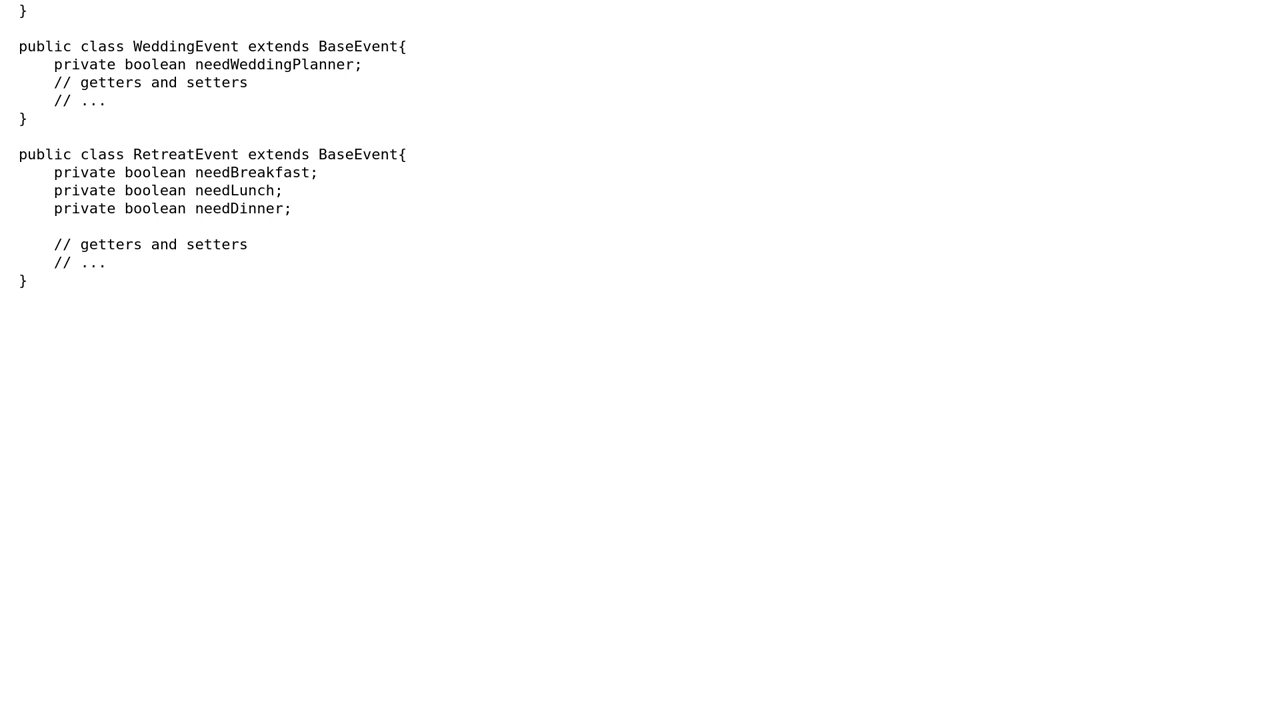 }
public class WeddingEvent extends BaseEvent{
    private boolean needWeddingPlanner;
    // getters and setters
    // ...
}
public class RetreatEvent extends BaseEvent{
    private boolean needBreakfast;
    private boolean needLunch;
    private boolean needDinner;
    // getters and setters
    // ...
}